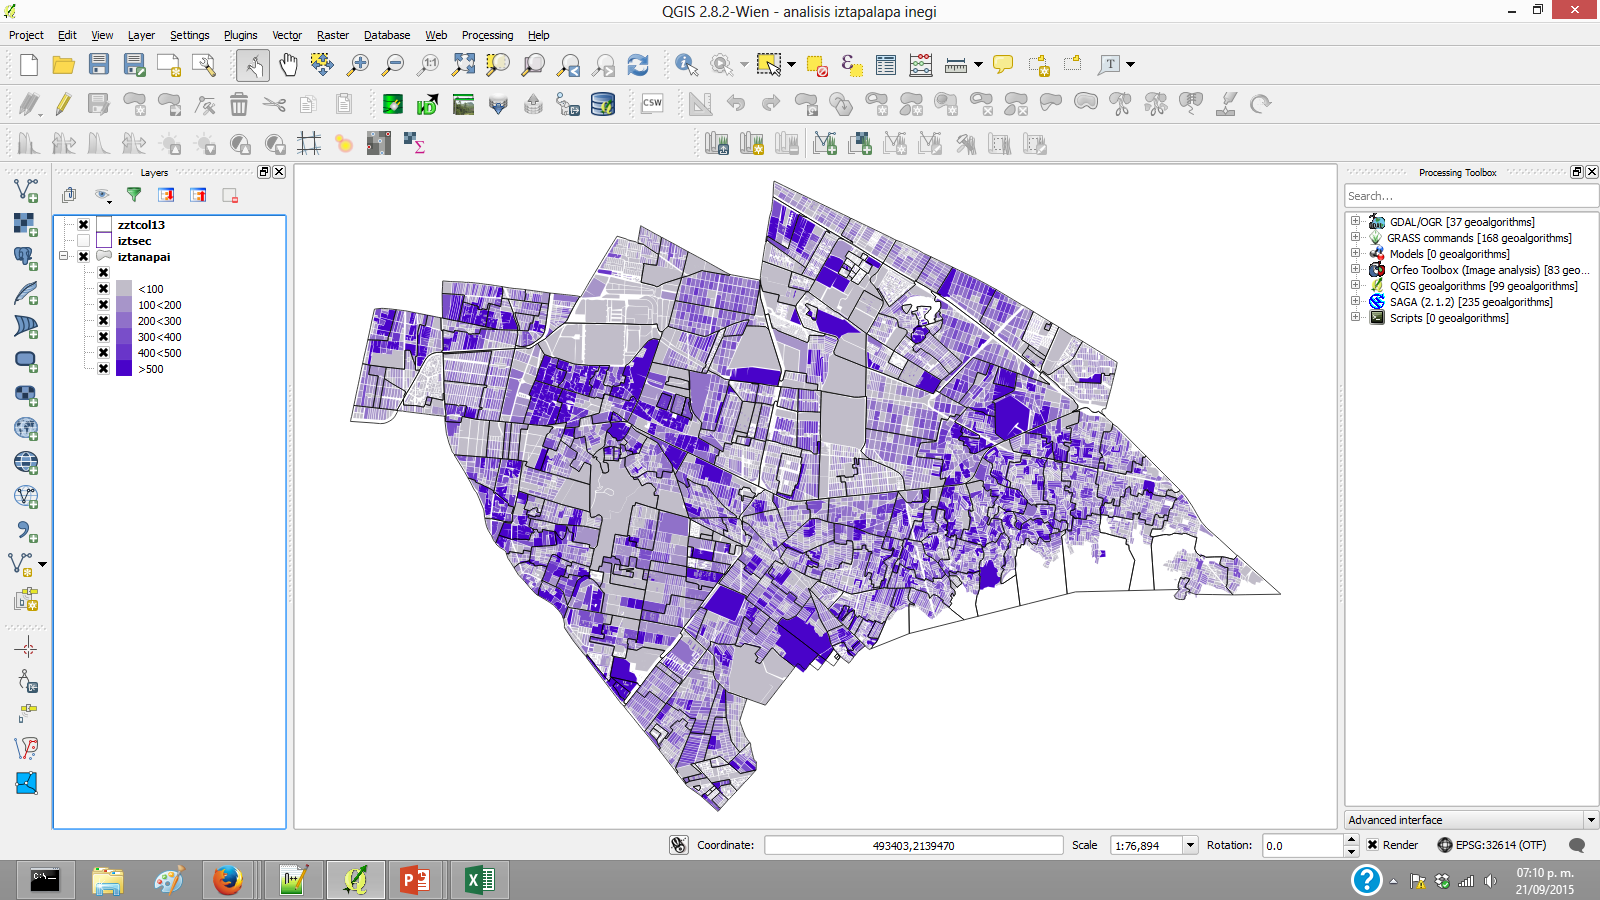 QGIS 2.8.2-Wien - analisis iztapalapa inegi
Project Edit View Layer Settings Plugins Vector Raster Database Web Processing Help
CSW
Layers
zztcol13
iztsec
iztanapai
<100
100<200
200<300
300<400
400<500
>500
Processing Toolbox
Search...
GDAL/OGR [37 geoalgorithms]
GRASS commands [168 geoalgorithms]
Models [0 geoalgorithms]
Orfeo Toolbox (Image analysis) [83 geo...
QGIS geoalgorithms [99 geoalgorithms]
SAGA (2.1.2) [235 geoalgorithms]
Scripts [0 geoalgorithms]
Advanced interface
Coordinate: 493403,2139470 Scale 1:76,894 Rotation: 0.0 Render EPSG:32614 (OTF)
07:10 p. m.
21/09/2015